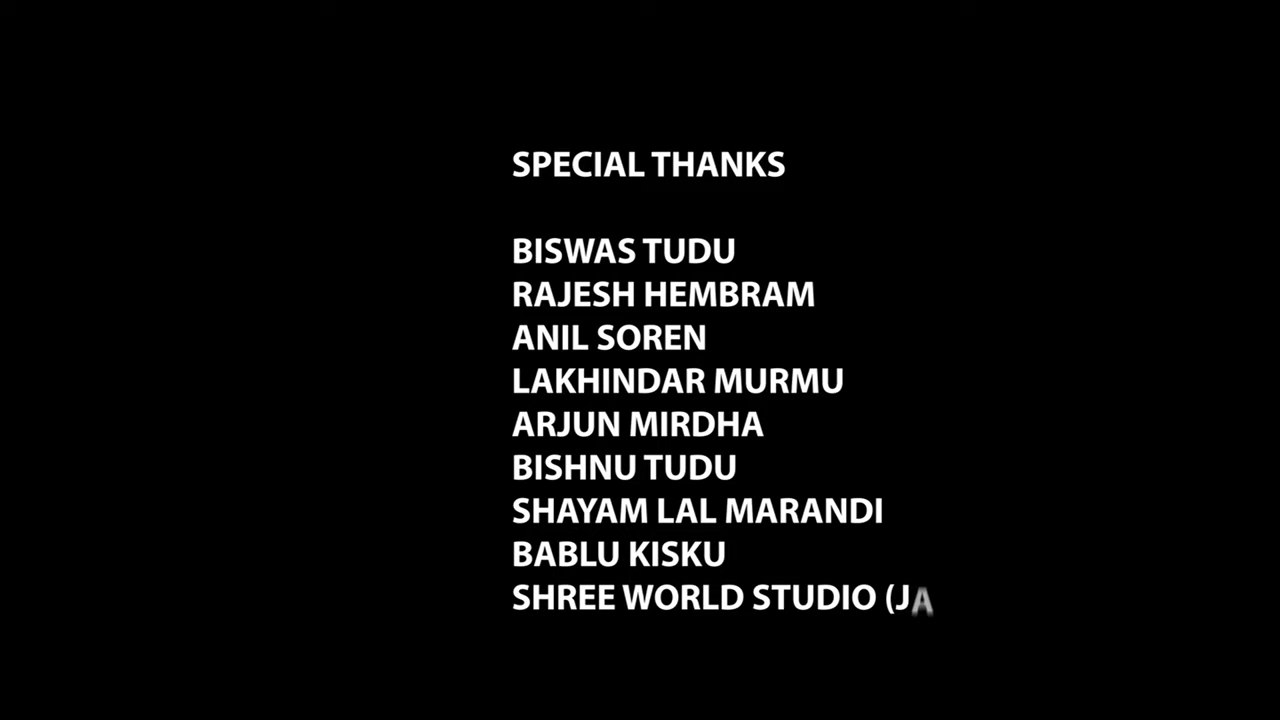 SPECIAL THANKS
BISWAS TUDU
RAJESH HEMBRAM
ANIL SOREN
LAKHINDAR MURMU
ARJUN MIRDHA
BISHNU TUDU
SHAYAM LAL MARANDI
BABLU KISKU
SHREE WORLD STUDIO (JA